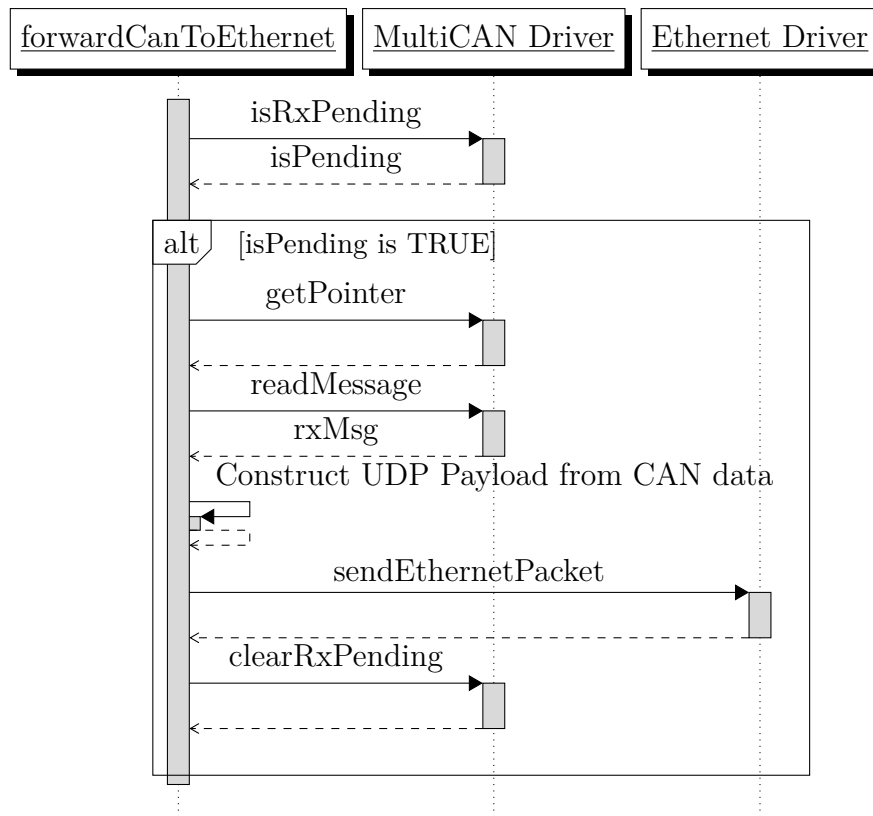 forwardCanToEthernet
MultiCAN Driver
Ethernet Driver
isRxPending
isPending
alt
[isPending is TRUE]
getPointer
readMessage
rxMsg
Construct UDP Payload from CAN data
sendEthernetPacket
clearRxPending